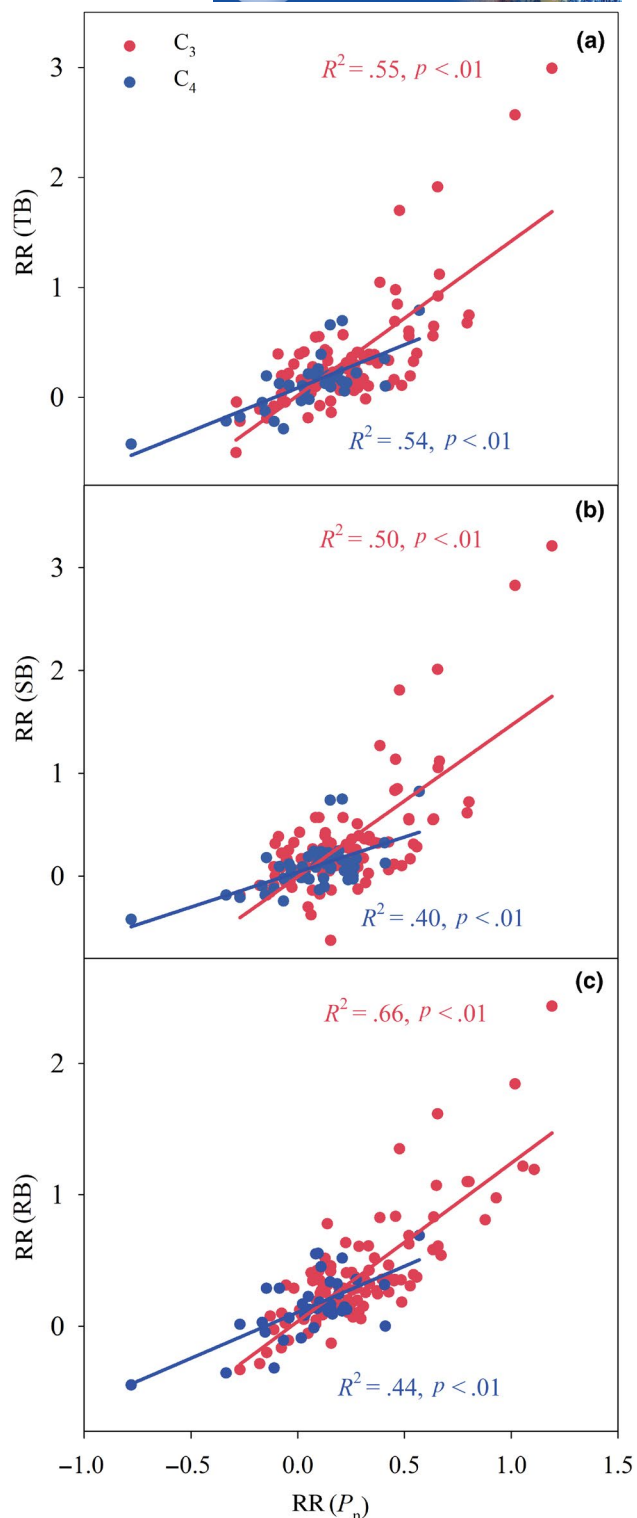 (a)
C₃
C₄
R² = .55, p < .01
3
2
1
0
RR (TB)
R² = .54, p < .01
(b)
R² = .50, p < .01
3
2
1
0
RR (SB)
R² = .40, p < .01
(c)
R² = .66, p < .01
2
1
0
RR (RB)
R² = .44, p < .01
−1.0 −0.5 0.0 0.5 1.0 1.5
RR (Pₙ)